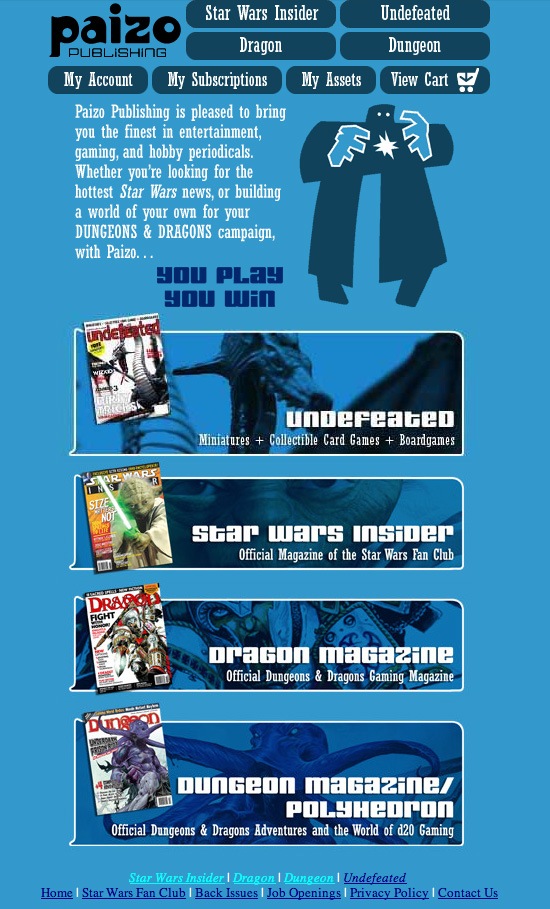 paizo
PUBLISHING
Star Wars Insider
Undefeated
Dragon
Dungeon
My Account
My Subscriptions
My Assets
View Cart
Paizo Publishing is pleased to bring
you the finest in entertainment,
gaming, and hobby periodicals.
Whether you're looking for the
hottest Star Wars news, or building
a world of your own for your
DUNGEONS & DRAGONS campaign,
with Paizo. . .
YOU PLAY
YOU WIN
undefeated
UNDEFEATED
Miniatures + Collectible Card Games + Boardgames
STAR WARS
STAR WARS INSIDER
Official Magazine of the Star Wars Fan Club
DRAGON
FIGHT
DRAGON MAGAZINE
Official Dungeons & Dragons Gaming Magazine
DUNGEON
DUNGEON MAGAZINE/
POLYHEDRON
Official Dungeons & Dragons Adventures and the World of d20 Gaming
Star Wars Insider | Dragon | Dungeon | Undefeated
Home | Star Wars Fan Club | Back Issues | Job Openings | Privacy Policy | Contact Us